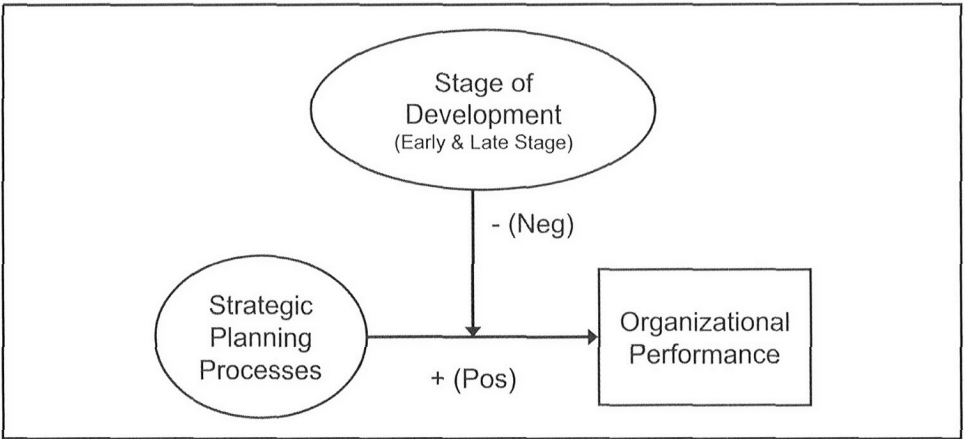 Stage of
Development
(Early & Late Stage)
- (Neg)
Strategic
Planning
Processes
+ (Pos)
Organizational
Performance